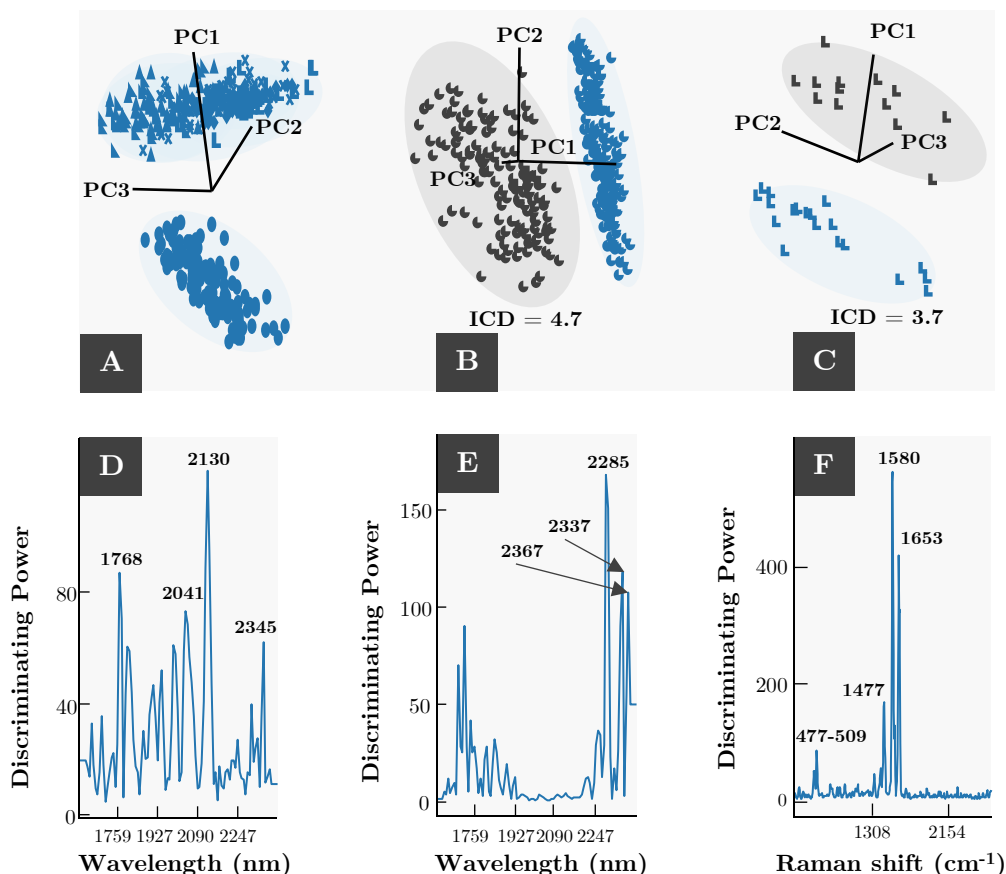 PC1
PC2
PC3
A
PC2
PC1
PC3
ICD = 4.7
B
PC1
PC2
PC3
ICD = 3.7
C
D
2130
1768
2041
2345
80
40
0
1759 1927 2090 2247
Discriminating Power
Wavelength (nm)
E
2285
2337
2367
150
100
50
0
1759 1927 2090 2247
Discriminating Power
Wavelength (nm)
F
1580
1653
1477
477-509
400
200
0
1308 2154
Discriminating Power
Raman shift (cm⁻¹)